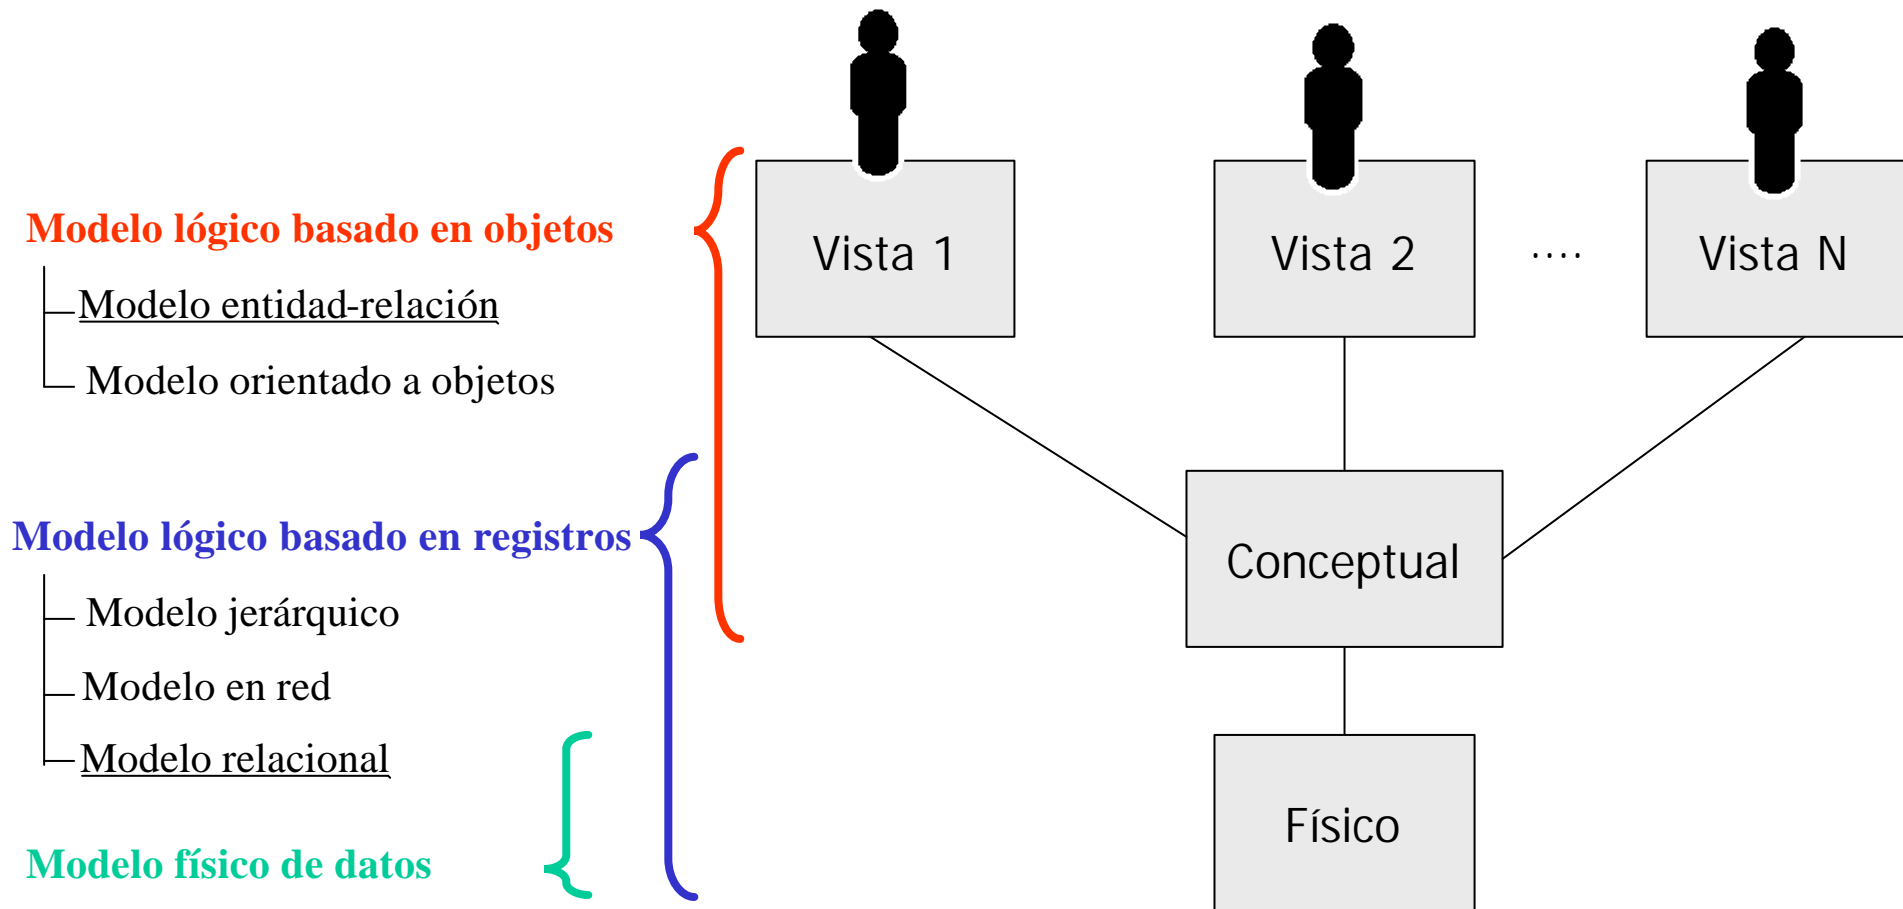 Modelo lógico basado en objetos
Modelo entidad-relación
Modelo orientado a objetos
Modelo lógico basado en registros
Modelo jerárquico
Modelo en red
Modelo relacional
Modelo físico de datos
Vista 1
Vista 2
....
Vista N
Conceptual
Físico